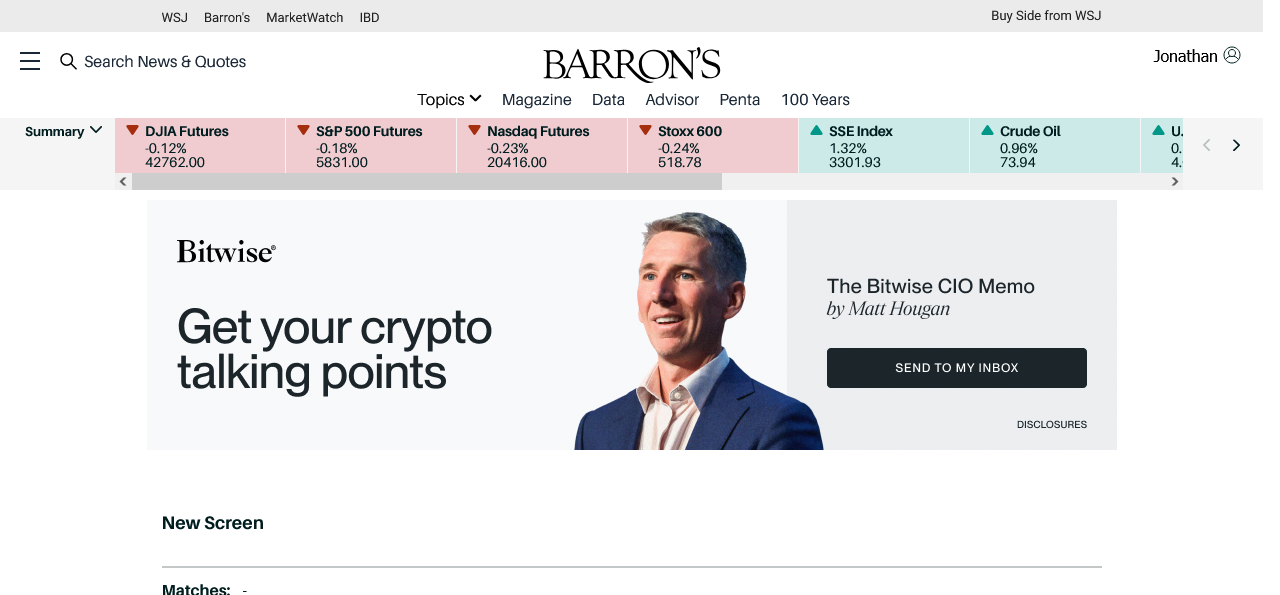 WSJ Barron's MarketWatch IBD Buy Side from WSJ
Search News & Quotes BARRON'S Jonathan
Topics Magazine Data Advisor Penta 100 Years
Summary DJIA Futures S&P 500 Futures Nasdaq Futures Stoxx 600 SSE Index Crude Oil U.
-0.12% -0.18% -0.23% -0.24% 1.32% 0.96% 0.
42762.00 5831.00 20416.00 518.78 3301.93 73.94 4.
Bitwise®
Get your crypto
talking points
The Bitwise CIO Memo
by Matt Hougan
SEND TO MY INBOX
DISCLOSURES
New Screen
Matches: -